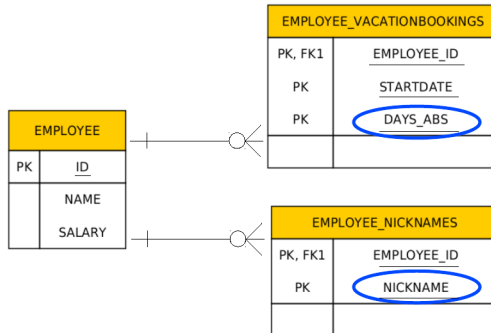 EMPLOYEE_VACATIONBOOKINGS
PK, FK1 EMPLOYEE_ID
PK STARTDATE
PK DAYS_ABS
EMPLOYEE
PK ID
NAME
SALARY
EMPLOYEE_NICKNAMES
PK, FK1 EMPLOYEE_ID
PK NICKNAME